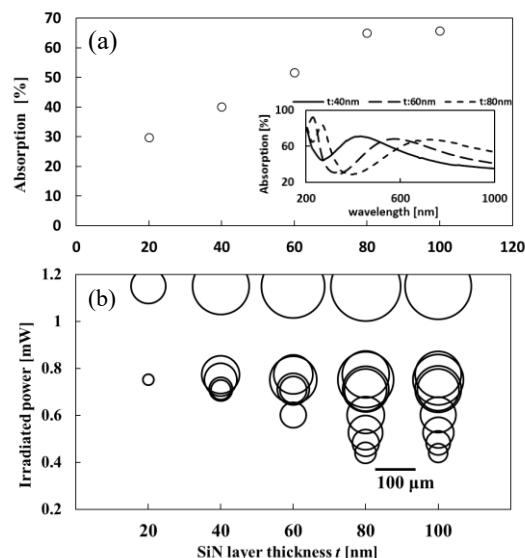 70
60
50
40
30
20
10
0
Absorption [%]
(a)
t:40nm t:60nm t:80nm
100
60
20
Absorption [%]
200 600 1000
wavelength [nm]
0 20 40 60 80 100 120
1.2
1
0.8
0.6
0.4
0.2
Irradiated power [mW]
(b)
100 μm
20 40 60 80 100
SiN layer thickness t [nm]